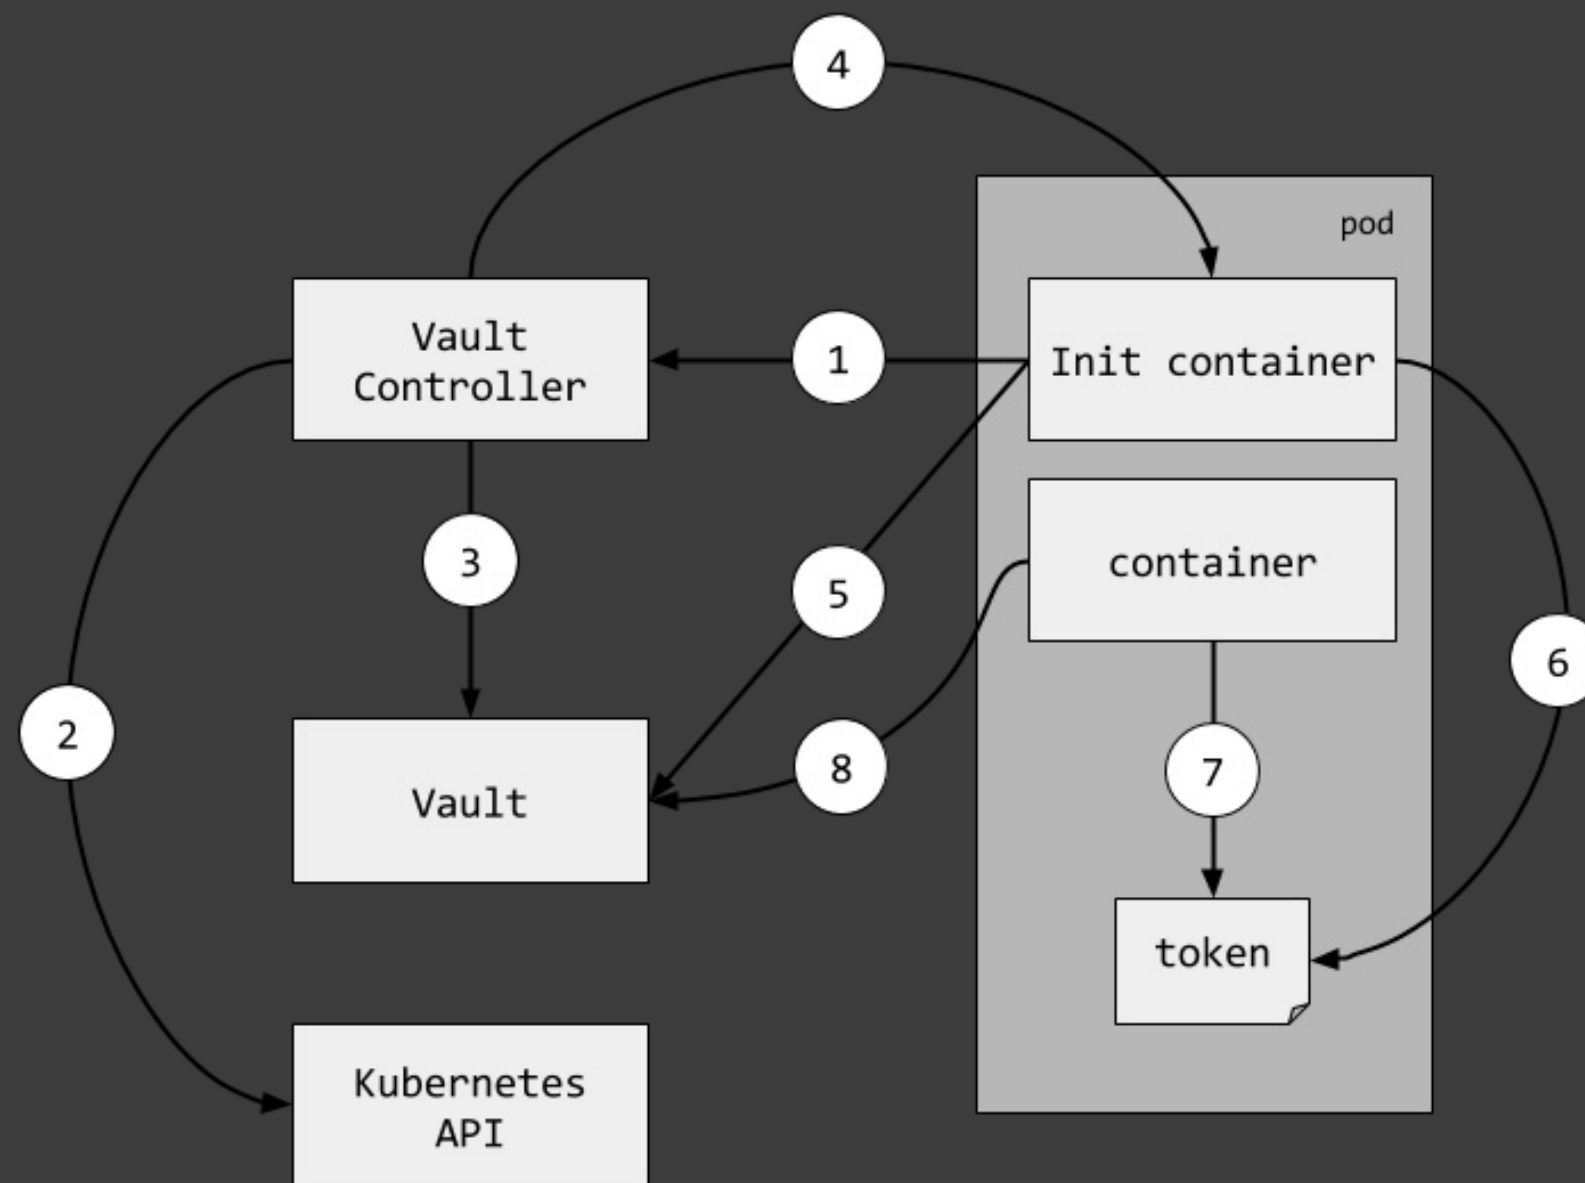 4
pod
Vault
Controller
1
Init container
3
5
container
6
2
8
7
Vault
token
Kubernetes
API